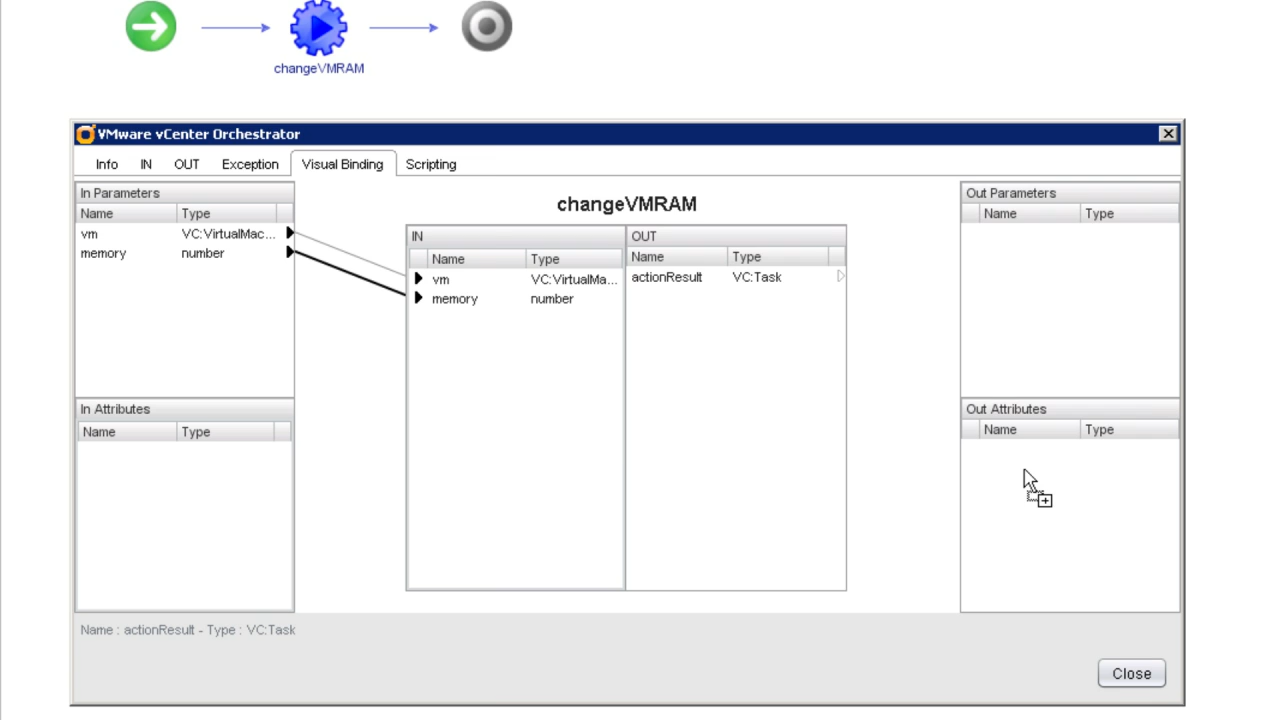 changeVMRAM
VMware vCenter Orchestrator
Info IN OUT Exception Visual Binding Scripting
In Parameters
Name Type
vm VC:VirtualMac...
memory number
In Attributes
Name Type
changeVMRAM
IN
Name Type
vm VC:VirtualMa...
memory number
OUT
Name Type
actionResult VC:Task
Out Parameters
Name Type
Out Attributes
Name Type
Name : actionResult - Type : VC:Task
Close